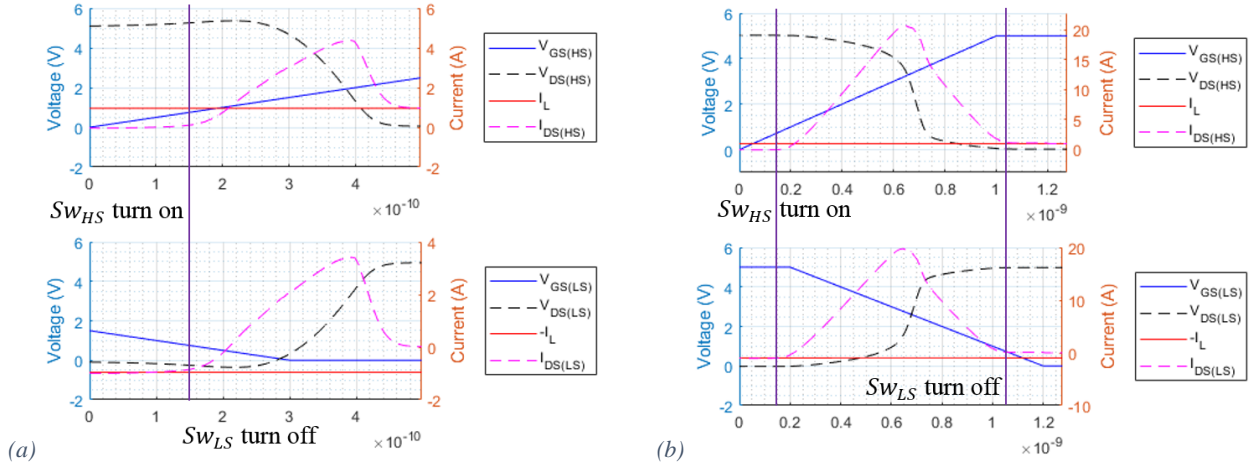 6
4
2
0
-2
Voltage (V)
5
4
3
2
1
0
-1
-2
Current (A)
0 1 2 3 4
×10⁻¹⁰
V_GS(HS)
V_DS(HS)
I_L
I_DS(HS)
Sw_HS turn on
6
4
2
0
-2
Voltage (V)
4
2
0
-2
Current (A)
0 1 2 3 4
×10⁻¹⁰
V_GS(LS)
V_DS(LS)
-I_L
I_DS(LS)
Sw_LS turn off
(a)
6
4
2
0
Voltage (V)
20
15
10
5
0
Current (A)
0 0.2 0.4 0.6 0.8 1 1.2
×10⁻⁹
V_GS(HS)
V_DS(HS)
I_L
I_DS(HS)
Sw_HS turn on
6
4
2
0
Voltage (V)
20
10
0
-10
Current (A)
0 0.2 0.4 0.6 0.8 1 1.2
×10⁻⁹
V_GS(LS)
V_DS(LS)
-I_L
I_DS(LS)
Sw_LS turn off
(b)